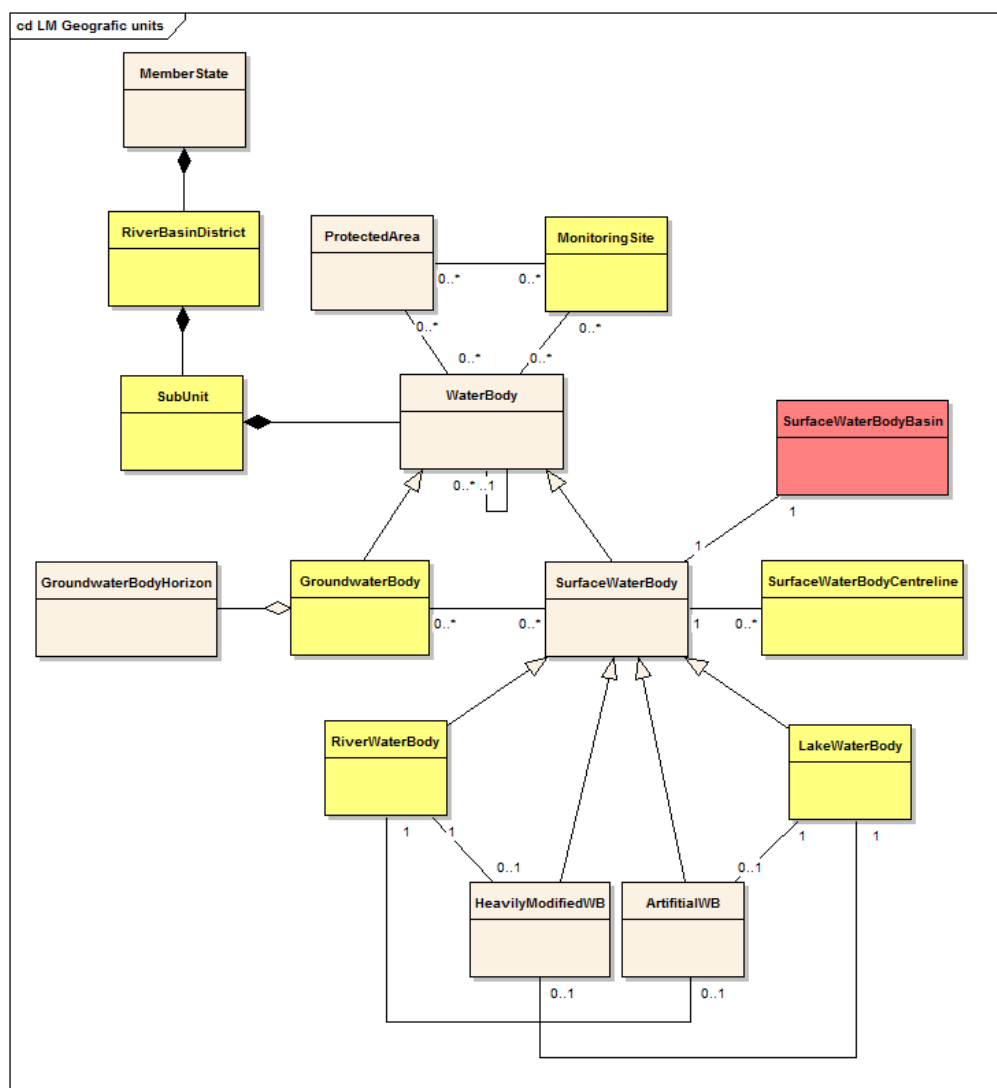 cd LM Geografic units
MemberState
RiverBasinDistrict
ProtectedArea
MonitoringSite
0..*
0..*
0..*
0..*
0..*
0..*
SubUnit
WaterBody
SurfaceWaterBodyBasin
0..*
..1
1
1
GroundwaterBodyHorizon
GroundwaterBody
SurfaceWaterBody
SurfaceWaterBodyCentreline
0..*
0..*
1
0..*
RiverWaterBody
LakeWaterBody
1
1
1
1
0..1
0..1
HeavilyModifiedWB
ArtifitialWB
0..1
0..1